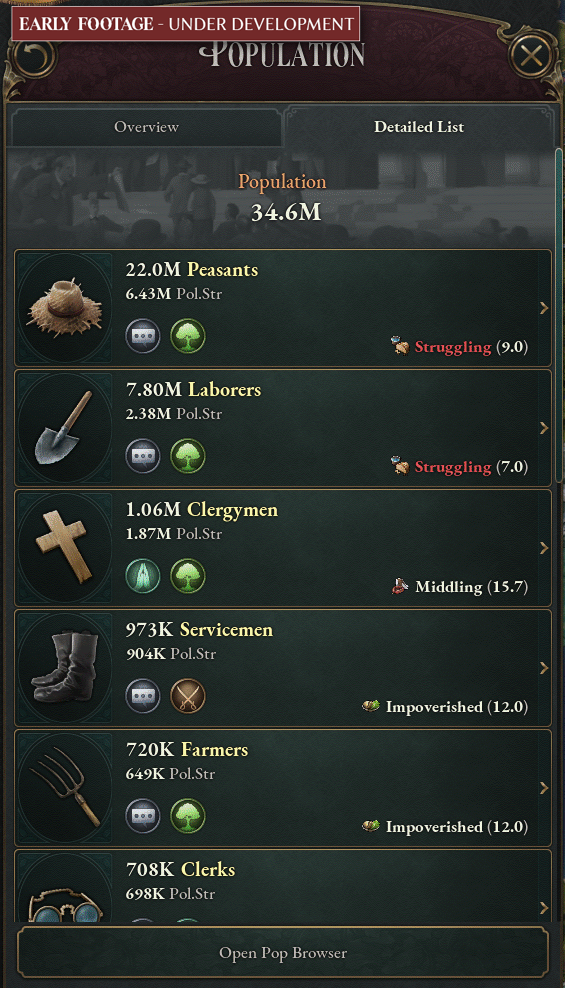 EARLY FOOTAGE - UNDER DEVELOPMENT
POPULATION
Overview
Detailed List
Population
34.6M
22.0M Peasants
6.43M Pol.Str
Struggling (9.0)
7.80M Laborers
2.38M Pol.Str
Struggling (7.0)
1.06M Clergymen
1.87M Pol.Str
Middling (15.7)
973K Servicemen
904K Pol.Str
Impoverished (12.0)
720K Farmers
649K Pol.Str
Impoverished (12.0)
708K Clerks
698K Pol.Str
Open Pop Browser